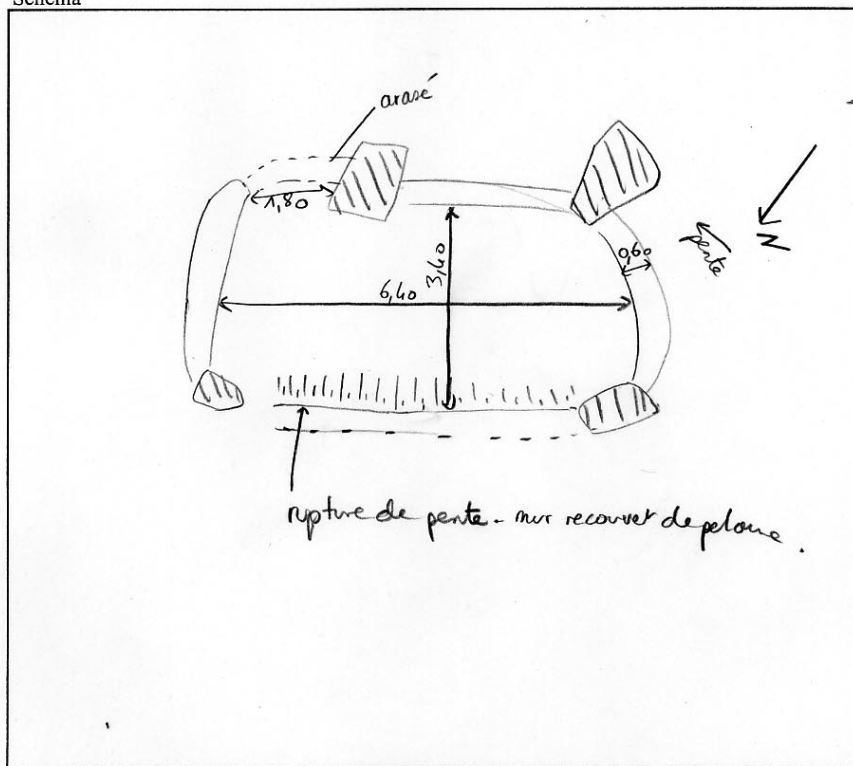 Schéma
arasé
1,80
3,40
6,40
0,60
pente
N
rupture de pente - mur recouvert de pelouse.